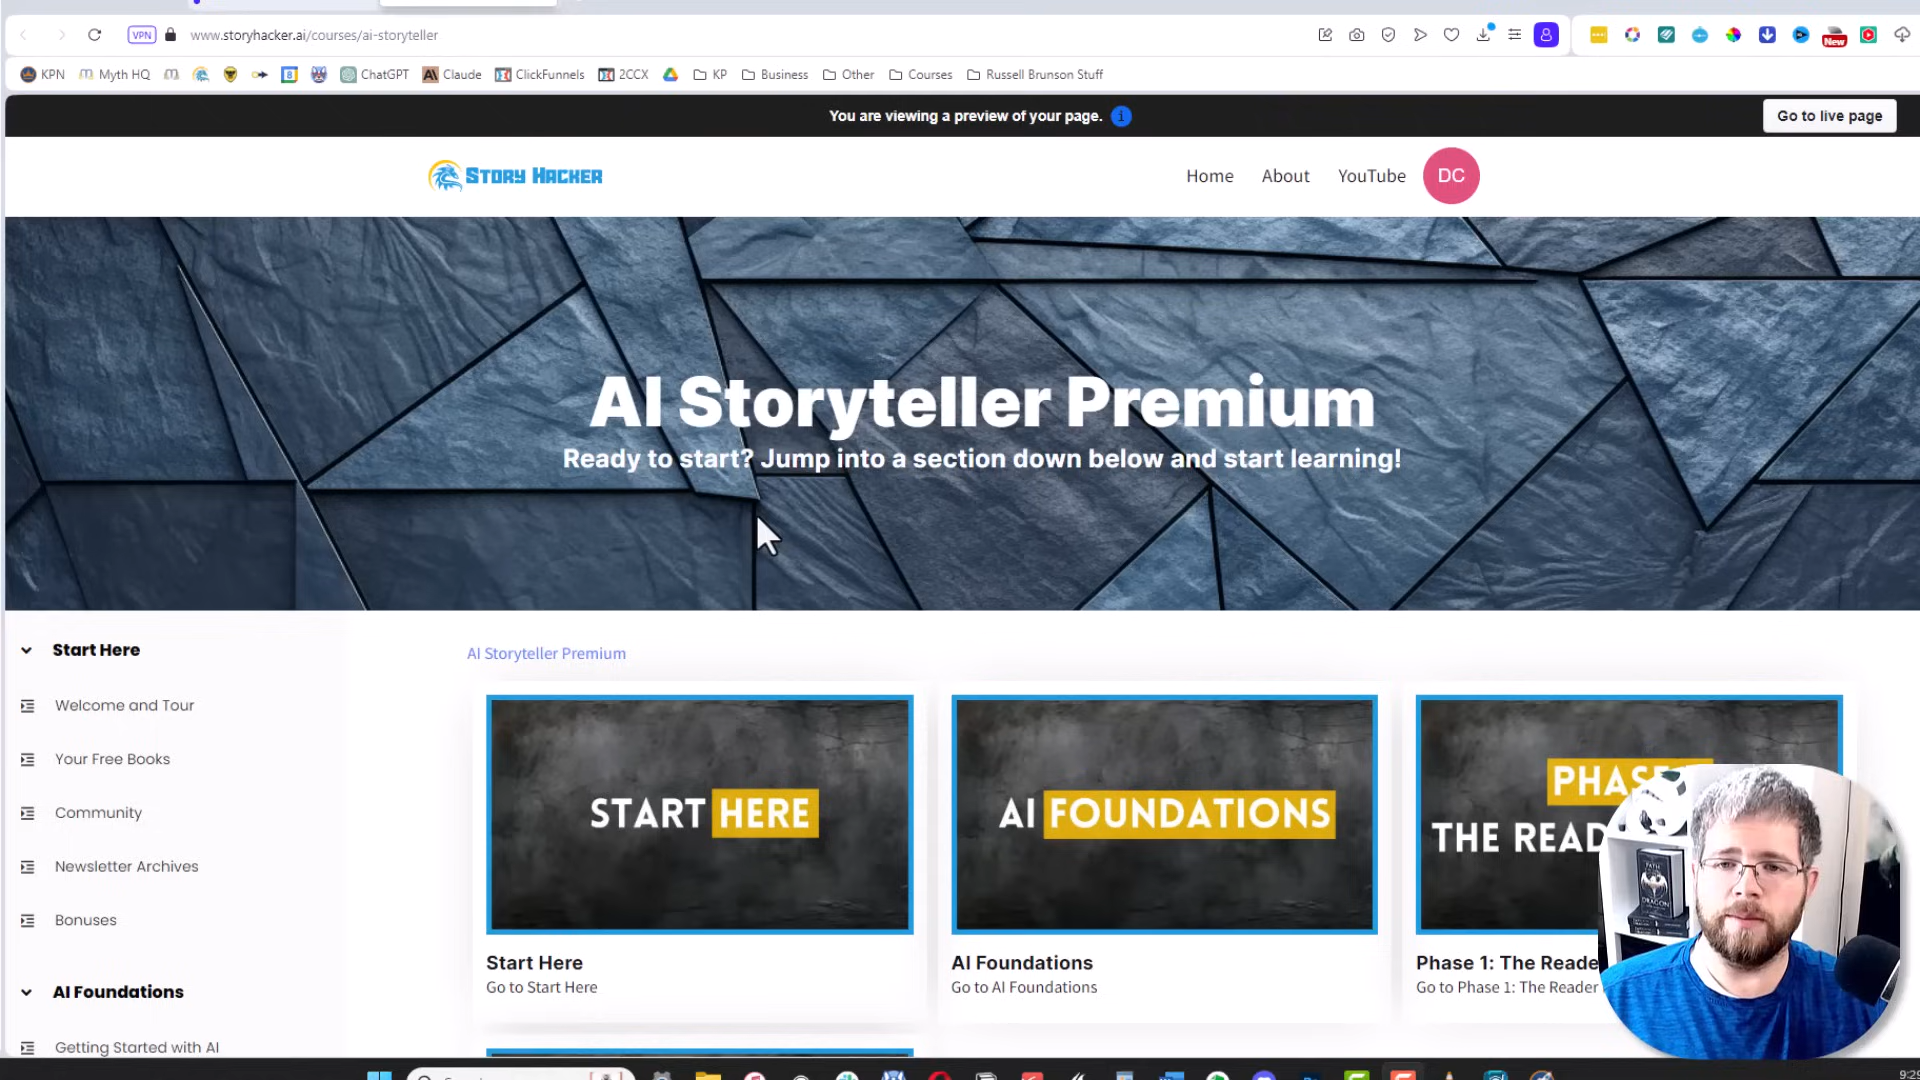 VPN
www.storyhacker.ai/courses/ai-storyteller
New
KPN
Myth HQ
8
ChatGPT
Claude
ClickFunnels
2CCX
KP
Business
Other
Courses
Russell Brunson Stuff
You are viewing a preview of your page.
Go to live page
STORY HACKER
Home
About
YouTube
DC
AI Storyteller Premium
Ready to start? Jump into a section down below and start learning!
Start Here
Welcome and Tour
Your Free Books
Community
Newsletter Archives
Bonuses
AI Foundations
Getting Started with AI
AI Storyteller Premium
START HERE
Start Here
Go to Start Here
AI FOUNDATIONS
AI Foundations
Go to AI Foundations
THE READ
Phase 1: The Reade
Go to Phase 1: The Reader
PATH
DRAGON